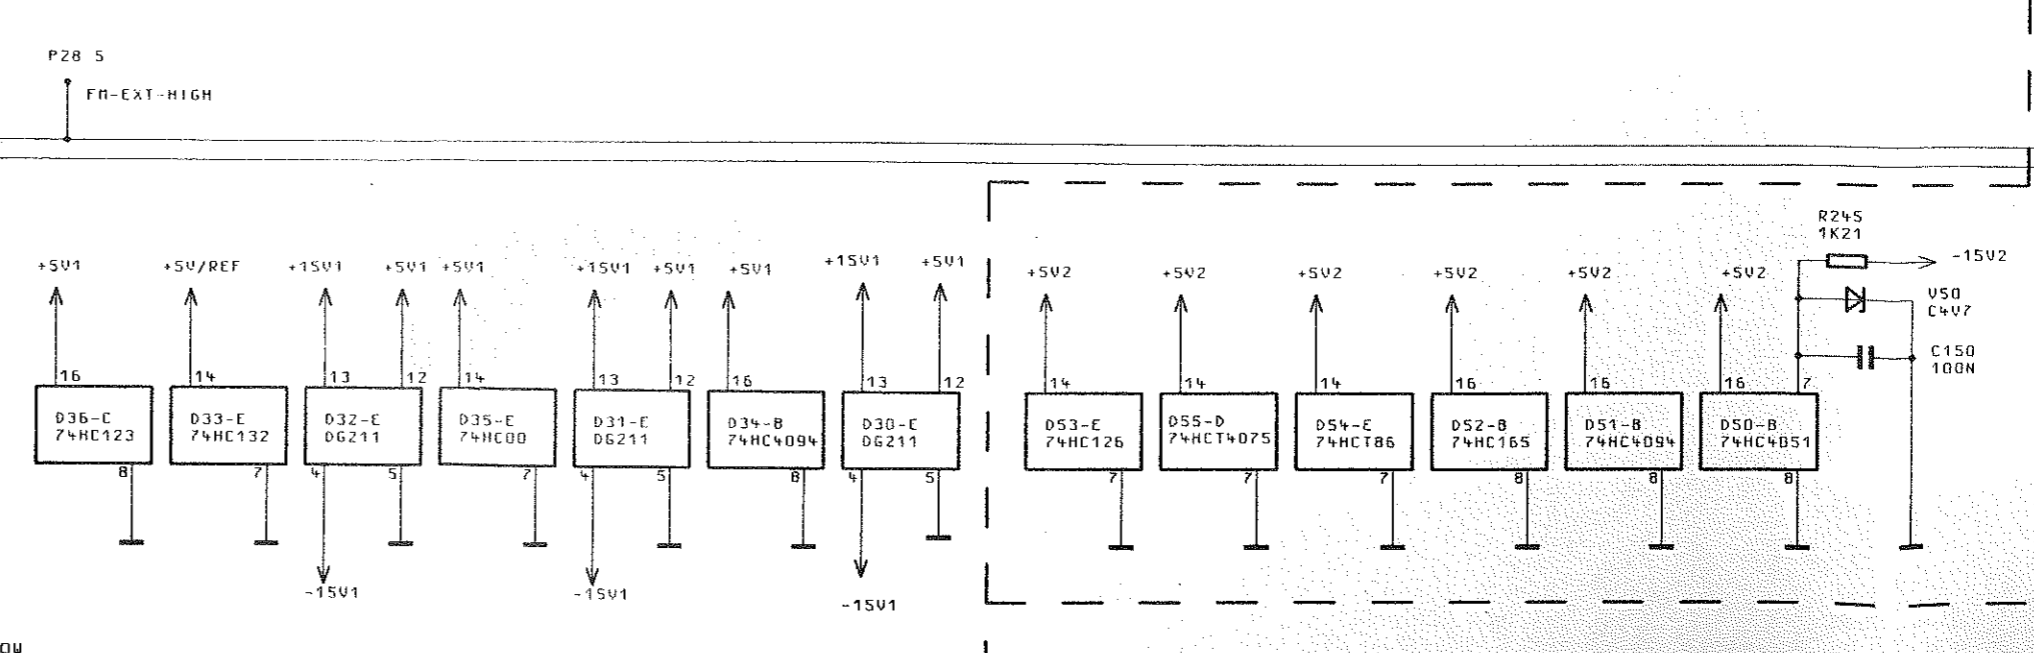 P28 5
FM-EXT-HIGH
R245
1K21
-15V2
+5V1
+5V/REF
+15V1
+5V1
+5V1
+15V1
+5V1
+5V1
+15V1
+5V1
+5V2
+5V2
+5V2
+5V2
+5V2
+5V2
V50
C4V7
C150
100N
16
14
13
12
14
13
12
16
13
12
14
14
14
16
16
16
7
D36-C
74HC123
D33-E
74HC132
D32-E
DG211
D35-E
74HC00
D31-E
DG211
D34-B
74HC4094
D30-E
DG211
D53-E
74HC126
D55-D
74HCT4075
D54-E
74HCT86
D52-B
74HC165
D51-B
74HC4094
D50-B
74HC4051
8
7
4
5
7
4
5
8
4
5
7
7
7
8
8
8
-15V1
-15V1
-15V1
OW